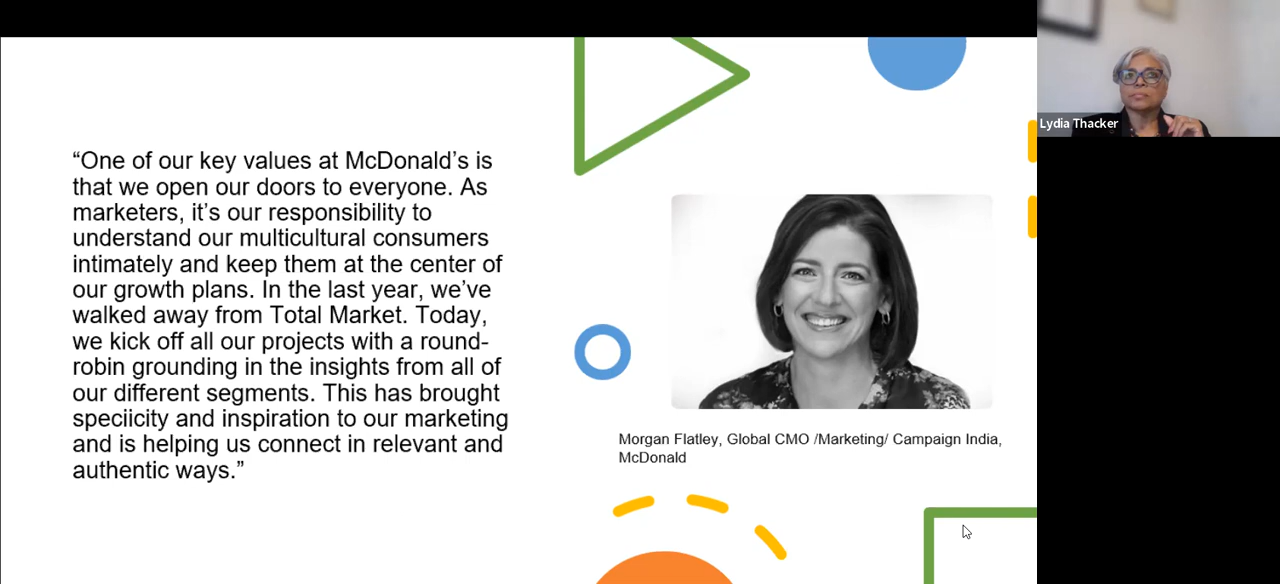 “One of our key values at McDonald’s is
that we open our doors to everyone. As
marketers, it’s our responsibility to
understand our multicultural consumers
intimately and keep them at the center of
our growth plans. In the last year, we’ve
walked away from Total Market. Today,
we kick off all our projects with a round-
robin grounding in the insights from all of
our different segments. This has brought
speciicity and inspiration to our marketing
and is helping us connect in relevant and
authentic ways.”
Morgan Flatley, Global CMO /Marketing/ Campaign India,
McDonald
Lydia Thacker